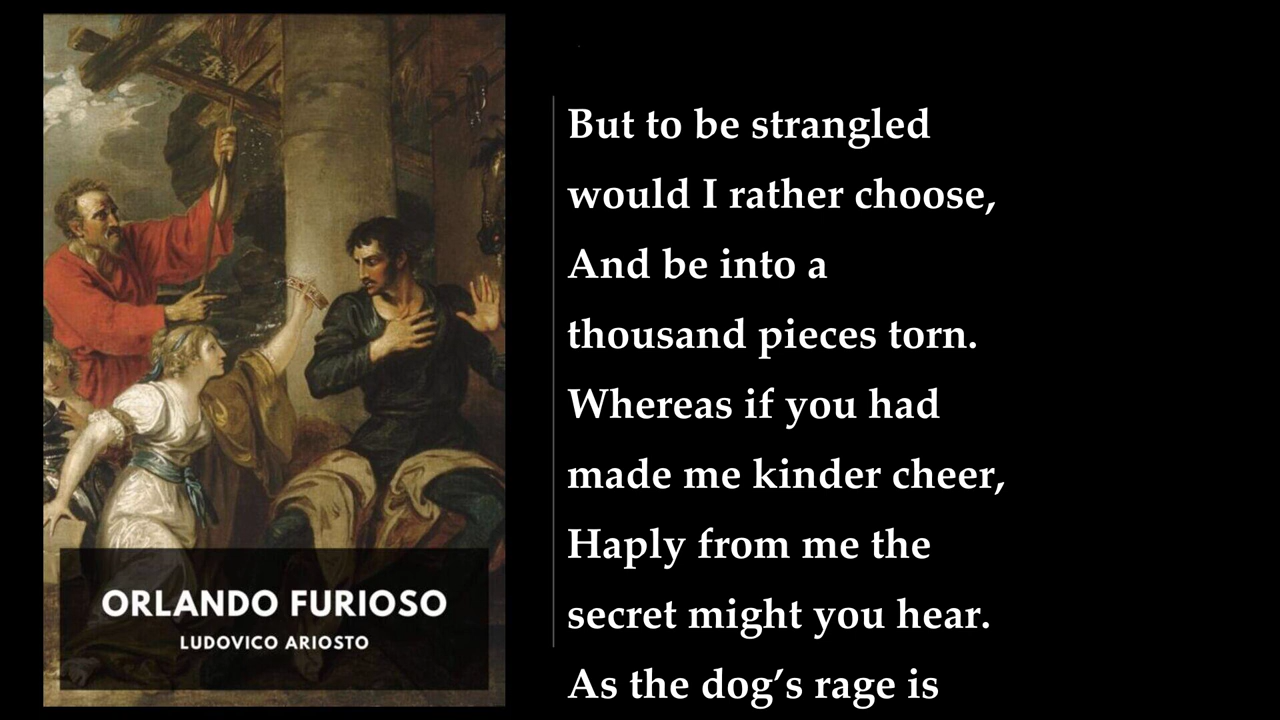 ORLANDO FURIOSO
LUDOVICO ARIOSTO
But to be strangled
would I rather choose,
And be into a
thousand pieces torn.
Whereas if you had
made me kinder cheer,
Haply from me the
secret might you hear.
As the dog’s rage is